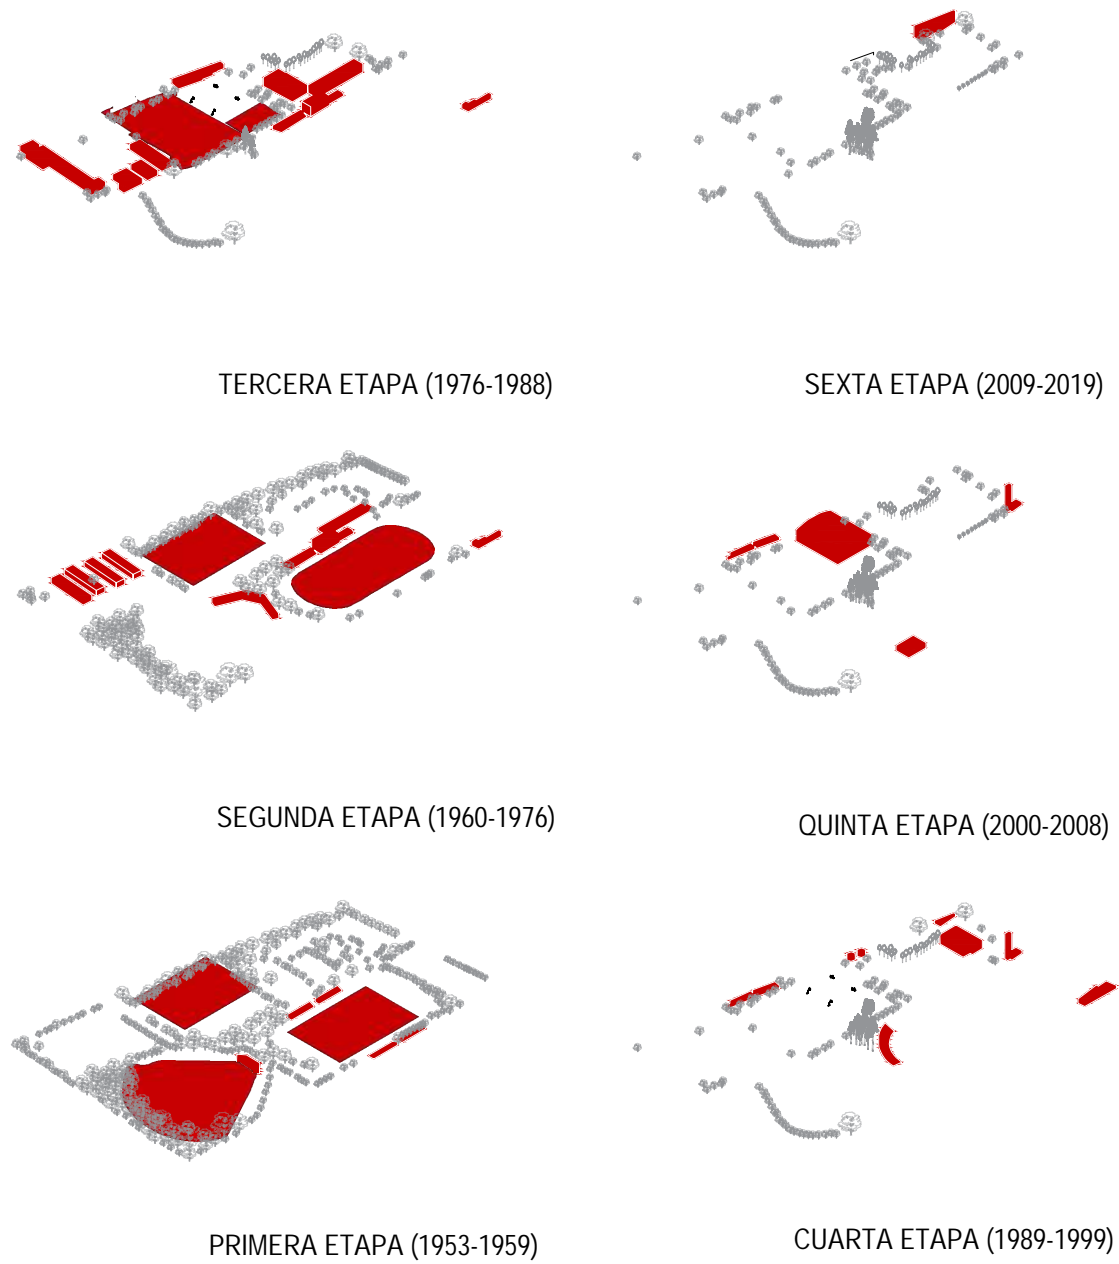 TERCERA ETAPA (1976-1988)
SEXTA ETAPA (2009-2019)
SEGUNDA ETAPA (1960-1976)
QUINTA ETAPA (2000-2008)
PRIMERA ETAPA (1953-1959)
CUARTA ETAPA (1989-1999)